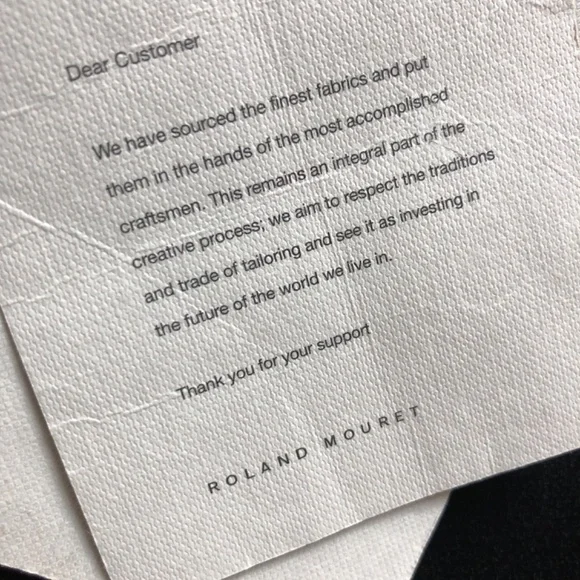 Dear Customer
We have sourced the finest fabrics and put
them in the hands of the most accomplished
craftsmen. This remains an integral part of the
creative process; we aim to respect the traditions
and trade of tailoring and see it as investing in
the future of the world we live in.
Thank you for your support
ROLAND MOURET